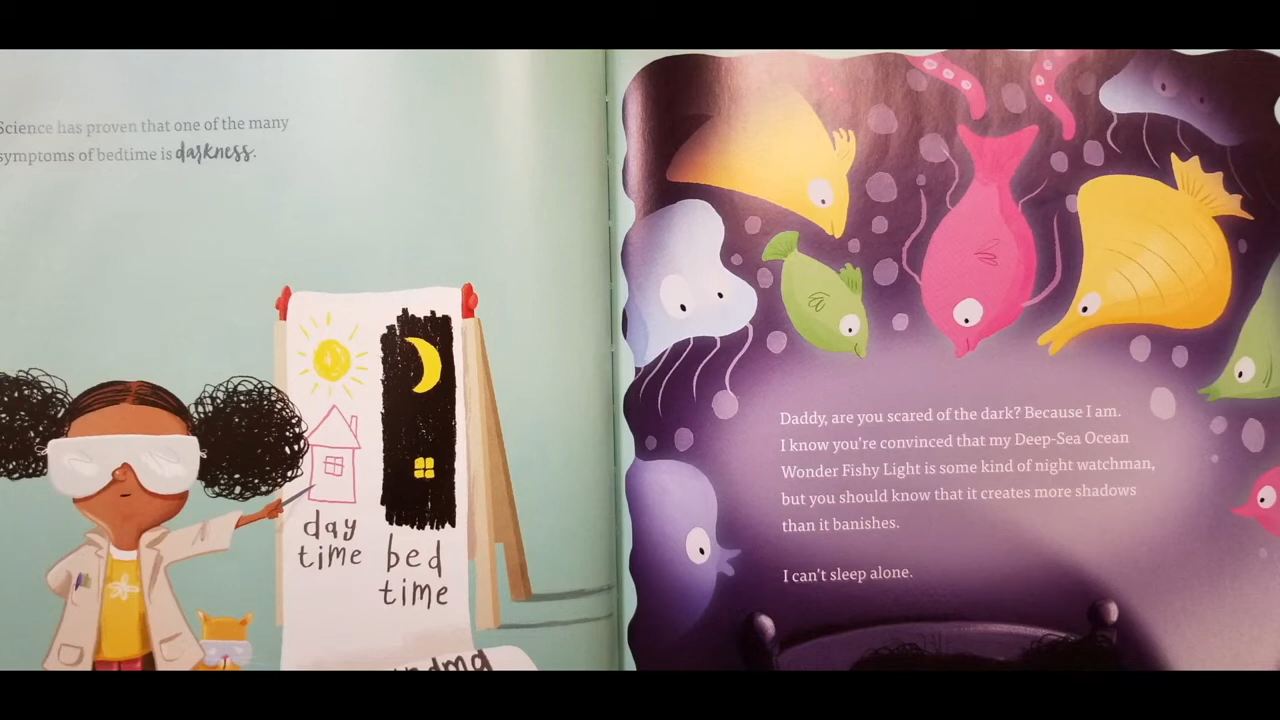 Science has proven that one of the many
symptoms of bedtime is darkness.
day
time
bed
time
Daddy, are you scared of the dark? Because I am.
I know you're convinced that my Deep-Sea Ocean
Wonder Fishy Light is some kind of night watchman,
but you should know that it creates more shadows
than it banishes.
I can't sleep alone.